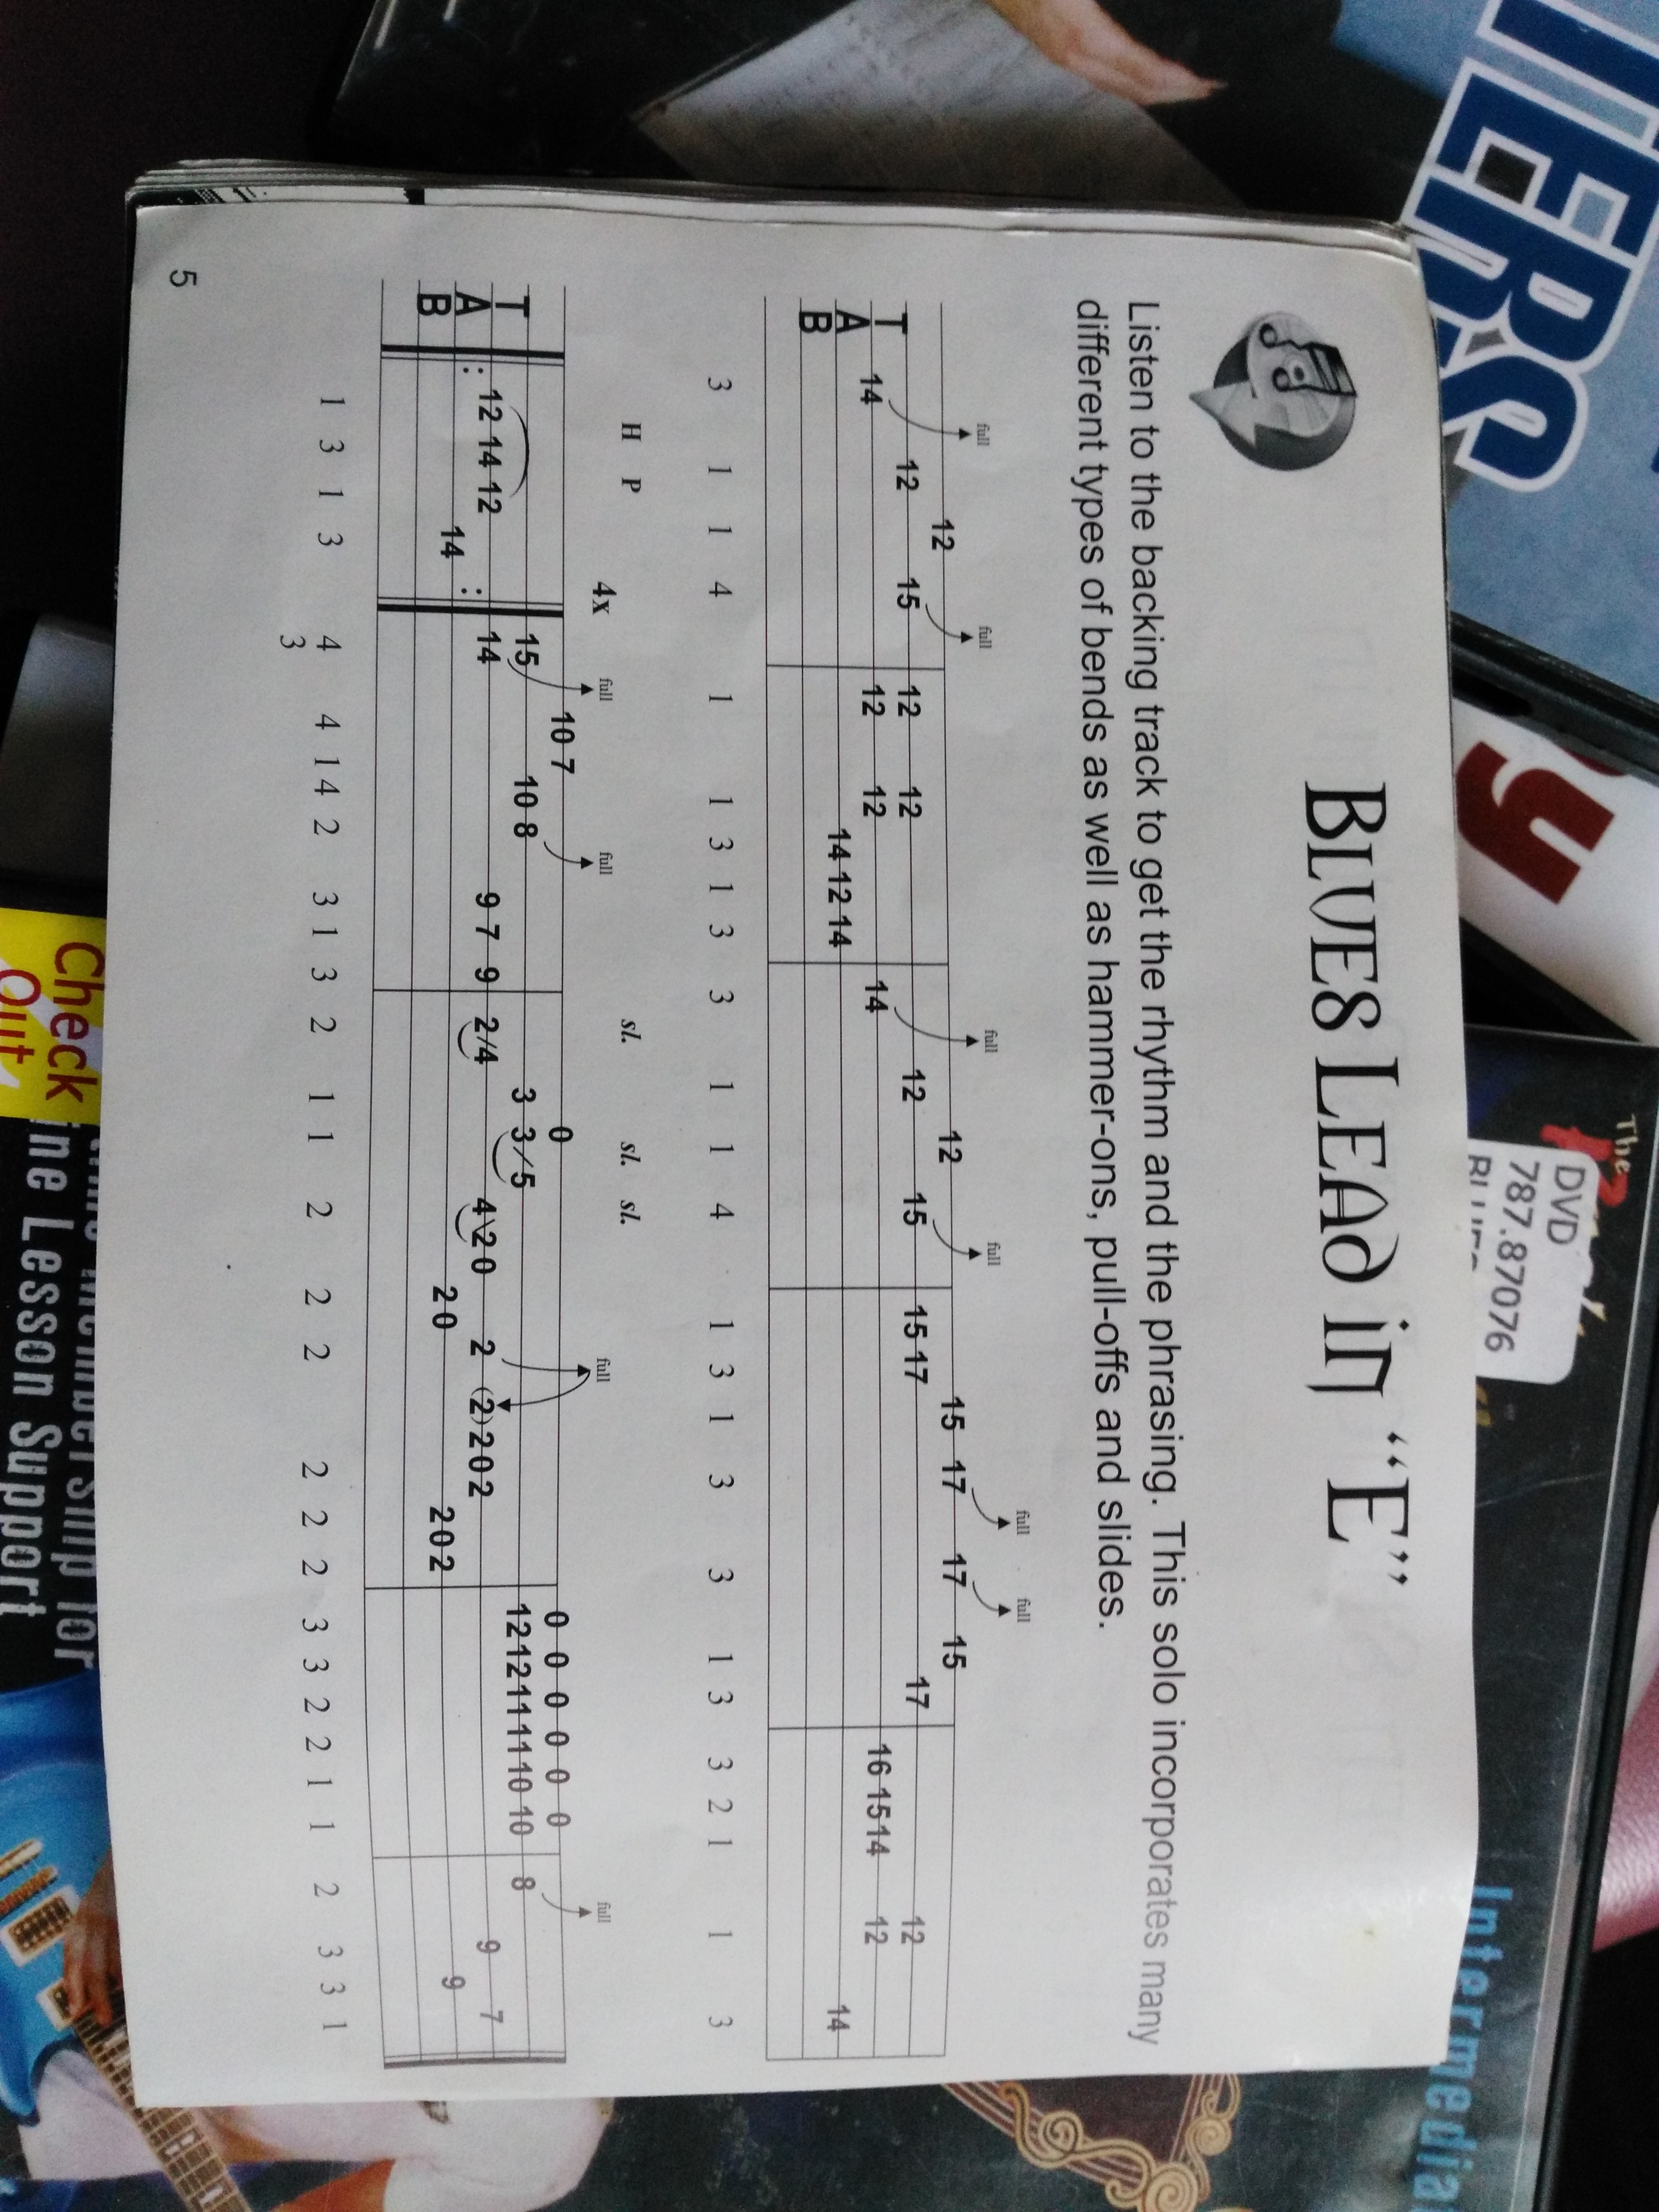 BLUES LEAD in “E”
Listen to the backing track to get the rhythm and the phrasing. This solo incorporates many
different types of bends as well as hammer-ons, pull-offs and slides.
full full full full full full
T
A
B
12 12 15 17 17 15
12 15 12 12 12 15 15 17 17 12
14 12 12 14 16 15 14 12
14 12 14 14
3 1 1 4 1 1 3 1 3 3 1 1 4 1 3 1 3 3 1 3 3 2 1 1 3
H P sl. sl. sl.
4x full full full full
T
A
B
10 7 0 0 0 0 0 0 0
15 10 8 3 3/5 12 12 11 11 10 10 8
12 14 12 14 9 7 9 2/4 4\2 0 2 (2) 2 0 2 9 7
14 2 0 2 0 2 9
1 3 1 3 4 4 1 4 2 3 1 3 2 1 1 2 2 2 2 2 2 3 3 2 2 1 1 2 3 3 1
3
5
IERS
The
DVD
787.87076
Check
Out
ine Lesson Support